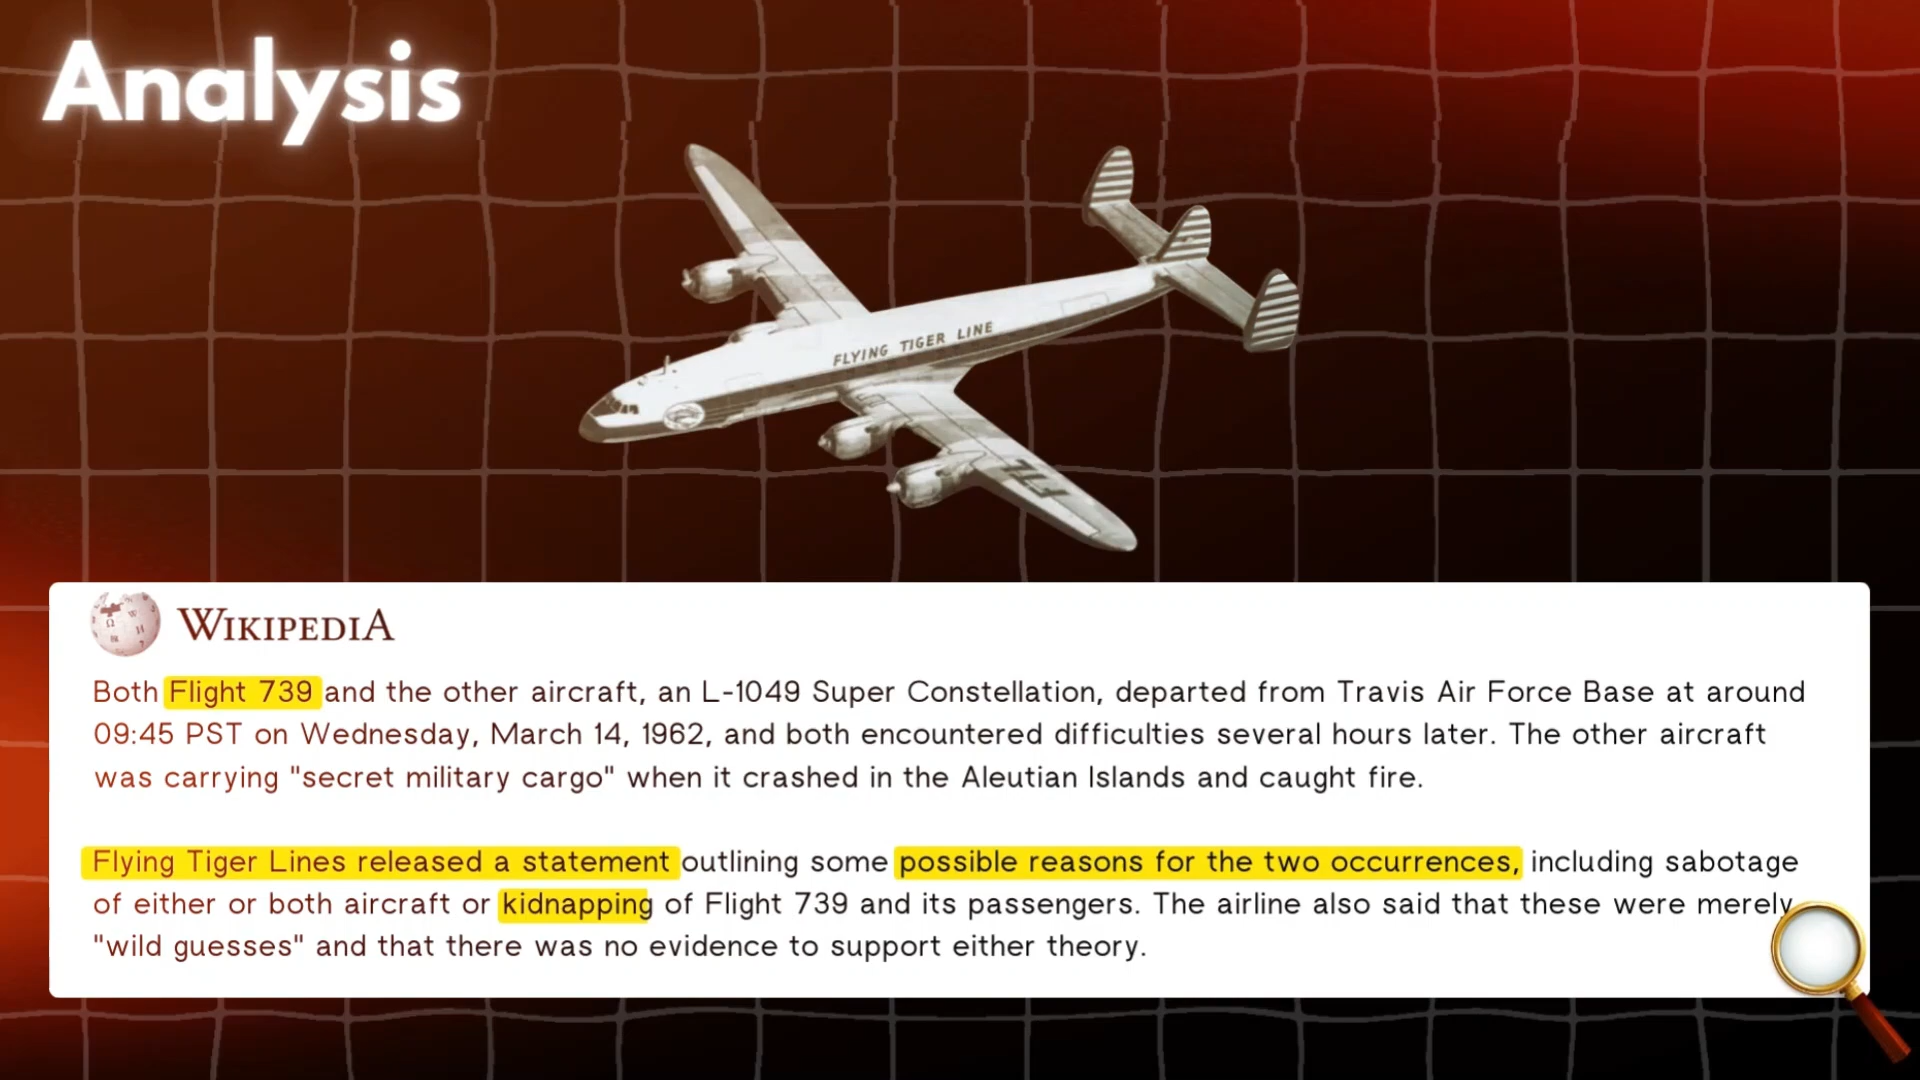 Analysis
FLYING TIGER LINE
FTL
WIKIPEDIA
Both Flight 739 and the other aircraft, an L-1049 Super Constellation, departed from Travis Air Force Base at around
09:45 PST on Wednesday, March 14, 1962, and both encountered difficulties several hours later. The other aircraft
was carrying "secret military cargo" when it crashed in the Aleutian Islands and caught fire.
Flying Tiger Lines released a statement outlining some possible reasons for the two occurrences, including sabotage
of either or both aircraft or kidnapping of Flight 739 and its passengers. The airline also said that these were merely
"wild guesses" and that there was no evidence to support either theory.